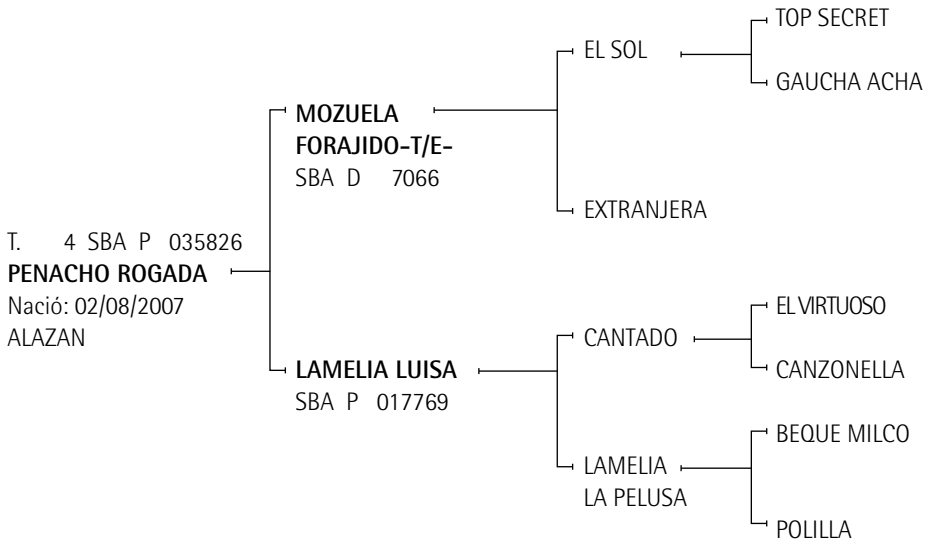 TOP SECRET
EL SOL
GAUCHA ACHA
MOZUELA
FORAJIDO-T/E-
SBA D 7066
EXTRANJERA
T. 4 SBA P 035826
PENACHO ROGADA
Nació: 02/08/2007
ALAZAN
EL VIRTUOSO
CANTADO
CANZONELLA
LAMELIA LUISA
SBA P 017769
BEQUE MILCO
LAMELIA
LA PELUSA
POLILLA